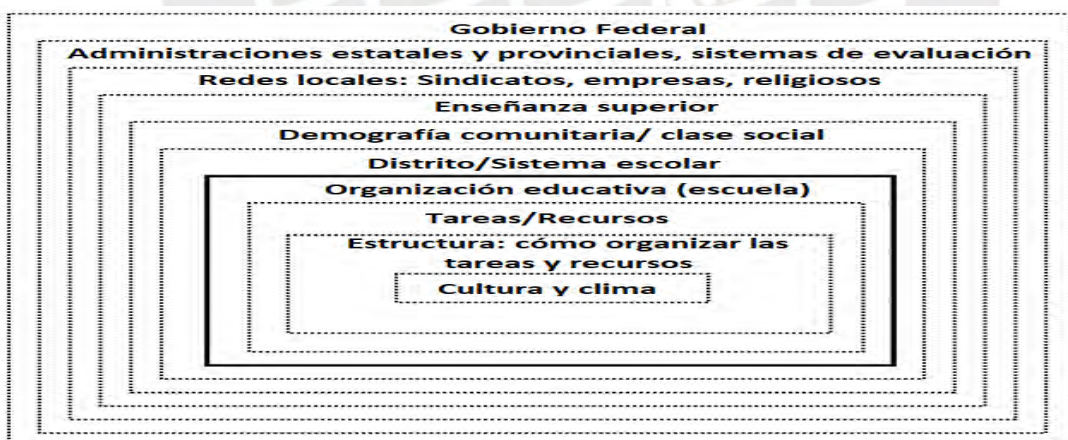 Gobierno Federal
Administraciones estatales y provinciales, sistemas de evaluación
Redes locales: Sindicatos, empresas, religiosos
Enseñanza superior
Demografía comunitaria/ clase social
Distrito/Sistema escolar
Organización educativa (escuela)
Tareas/Recursos
Estructura: cómo organizar las
tareas y recursos
Cultura y clima